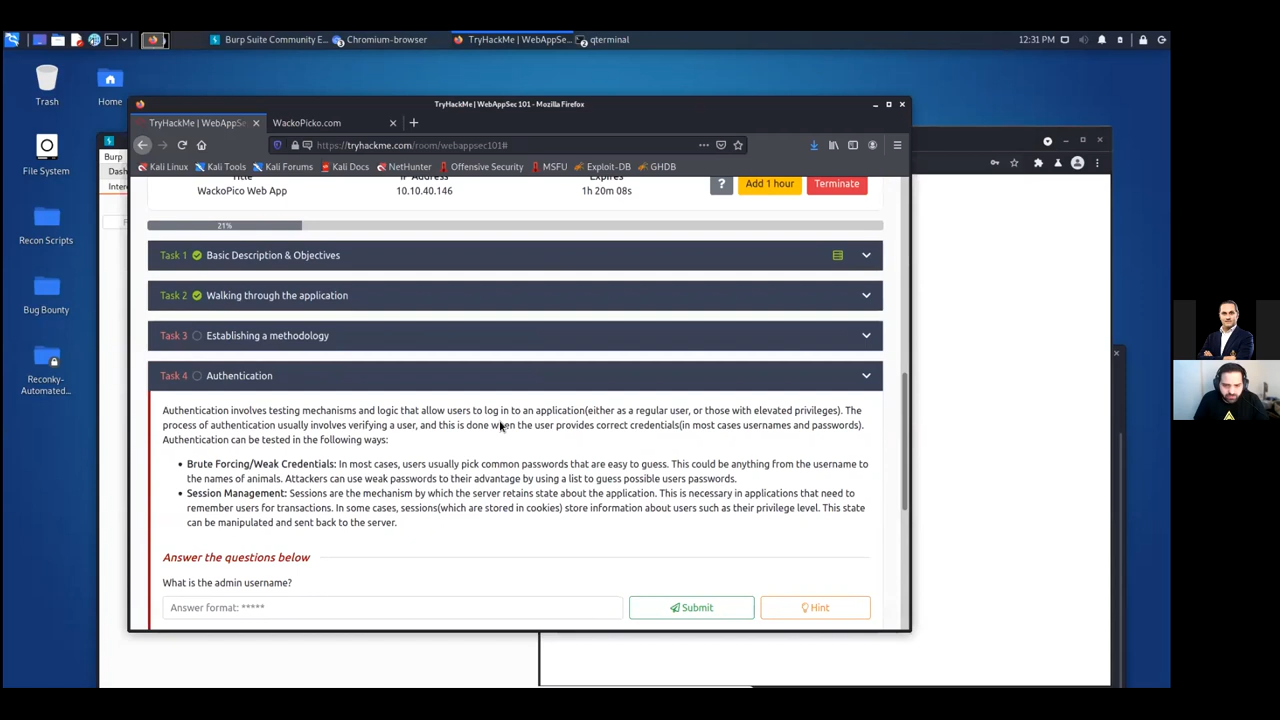 Burp Suite Community E...
Chromium-browser
TryHackMe | WebAppSe...
qterminal
12:31 PM
Trash
Home
File System
Recon Scripts
Bug Bounty
Reconky-
Automated...
Burp
TryHackMe | WebAppSec 101 - Mozilla Firefox
TryHackMe | WebAppSe
WackoPicko.com
https://tryhackme.com/room/webappsec101#
Kali Linux
Kali Tools
Kali Forums
Kali Docs
NetHunter
Offensive Security
MSFU
Exploit-DB
GHDB
WackoPico Web App
10.10.40.146
1h 20m 08s
?
Add 1 hour
Terminate
21%
Task 1 Basic Description & Objectives
Task 2 Walking through the application
Task 3 Establishing a methodology
Task 4 Authentication
Authentication involves testing mechanisms and logic that allow users to log in to an application(either as a regular user, or those with elevated privileges). The
process of authentication usually involves verifying a user, and this is done when the user provides correct credentials(in most cases usernames and passwords).
Authentication can be tested in the following ways:
• Brute Forcing/Weak Credentials: In most cases, users usually pick common passwords that are easy to guess. This could be anything from the username to
the names of animals. Attackers can use weak passwords to their advantage by using a list to guess possible users passwords.
• Session Management: Sessions are the mechanism by which the server retains state about the application. This is necessary in applications that need to
remember users for transactions. In some cases, sessions(which are stored in cookies) store information about users such as their privilege level. This state
can be manipulated and sent back to the server.
Answer the questions below
What is the admin username?
Answer format: *****
Submit
Hint